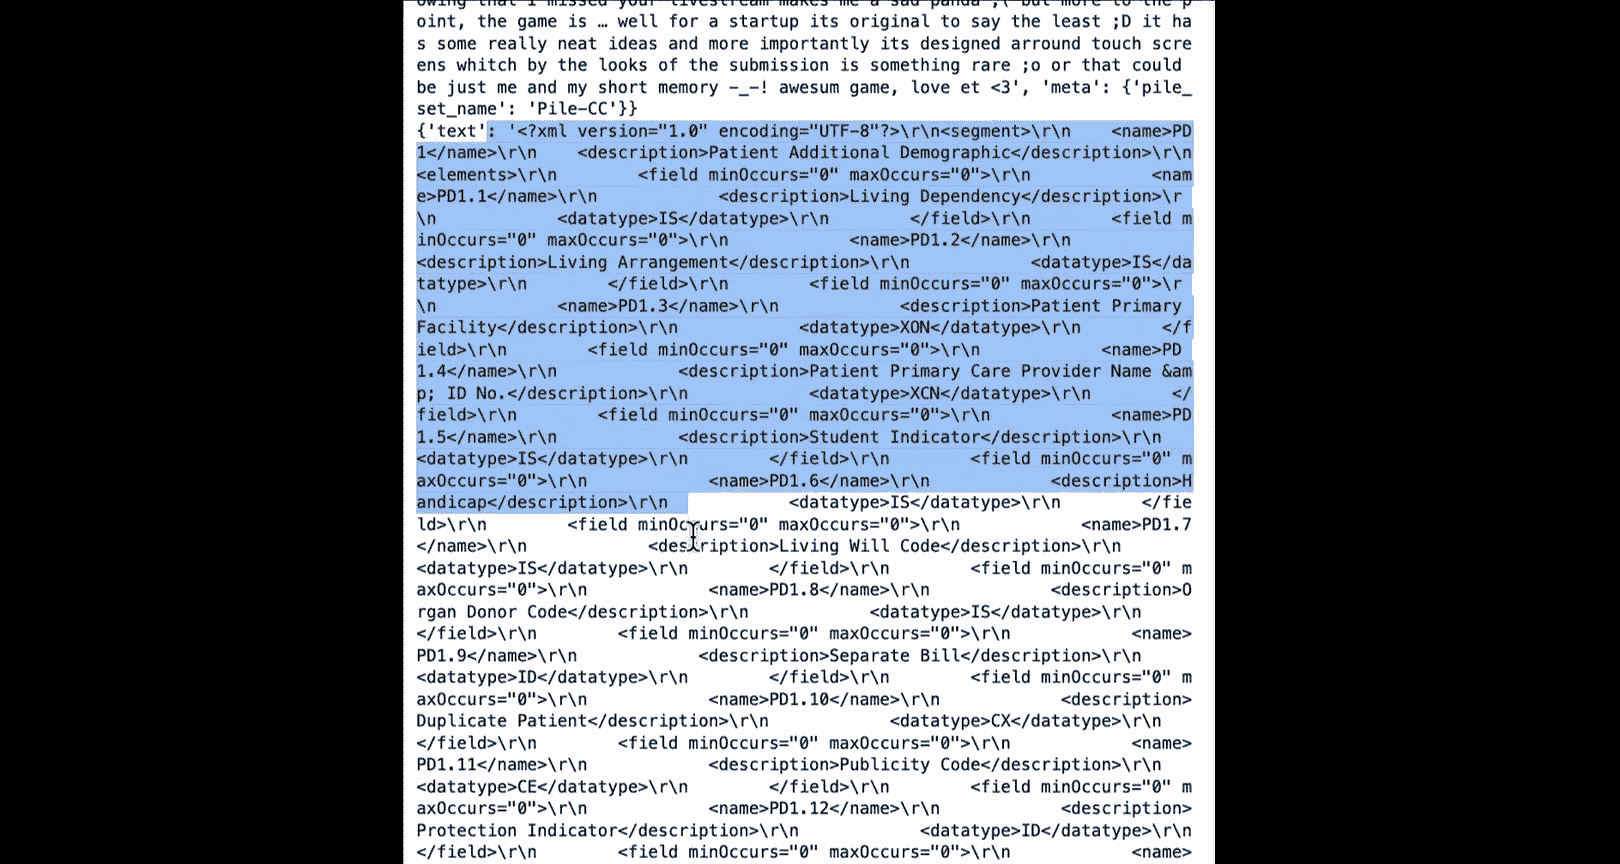 owing that I missed your livestream makes me a sad panda ;( but more to the p
oint, the game is … well for a startup its original to say the least ;D it ha
s some really neat ideas and more importantly its designed arround touch scre
ens whitch by the looks of the submission is something rare ;o or that could
be just me and my short memory -_-! awesum game, love et <3', 'meta': {'pile_
set_name': 'Pile-CC'}}
{'text': '<?xml version="1.0" encoding="UTF-8"?>\r\n<segment>\r\n    <name>PD
1</name>\r\n    <description>Patient Additional Demographic</description>\r\n
<elements>\r\n        <field minOccurs="0" maxOccurs="0">\r\n            <nam
e>PD1.1</name>\r\n            <description>Living Dependency</description>\r
\n            <datatype>IS</datatype>\r\n        </field>\r\n        <field m
inOccurs="0" maxOccurs="0">\r\n            <name>PD1.2</name>\r\n
<description>Living Arrangement</description>\r\n            <datatype>IS</da
tatype>\r\n        </field>\r\n        <field minOccurs="0" maxOccurs="0">\r
\n            <name>PD1.3</name>\r\n            <description>Patient Primary
Facility</description>\r\n            <datatype>XON</datatype>\r\n        </f
ield>\r\n        <field minOccurs="0" maxOccurs="0">\r\n            <name>PD
1.4</name>\r\n            <description>Patient Primary Care Provider Name &am
p; ID No.</description>\r\n            <datatype>XCN</datatype>\r\n        </
field>\r\n        <field minOccurs="0" maxOccurs="0">\r\n            <name>PD
1.5</name>\r\n            <description>Student Indicator</description>\r\n
<datatype>IS</datatype>\r\n        </field>\r\n        <field minOccurs="0" m
axOccurs="0">\r\n            <name>PD1.6</name>\r\n            <description>H
andicap</description>\r\n            <datatype>IS</datatype>\r\n        </fie
ld>\r\n        <field minOccurs="0" maxOccurs="0">\r\n            <name>PD1.7
</name>\r\n            <description>Living Will Code</description>\r\n
<datatype>IS</datatype>\r\n        </field>\r\n        <field minOccurs="0" m
axOccurs="0">\r\n            <name>PD1.8</name>\r\n            <description>O
rgan Donor Code</description>\r\n            <datatype>IS</datatype>\r\n
</field>\r\n        <field minOccurs="0" maxOccurs="0">\r\n            <name>
PD1.9</name>\r\n            <description>Separate Bill</description>\r\n
<datatype>ID</datatype>\r\n        </field>\r\n        <field minOccurs="0" m
axOccurs="0">\r\n            <name>PD1.10</name>\r\n            <description>
Duplicate Patient</description>\r\n            <datatype>CX</datatype>\r\n
</field>\r\n        <field minOccurs="0" maxOccurs="0">\r\n            <name>
PD1.11</name>\r\n            <description>Publicity Code</description>\r\n
<datatype>CE</datatype>\r\n        </field>\r\n        <field minOccurs="0" m
axOccurs="0">\r\n            <name>PD1.12</name>\r\n            <description>
Protection Indicator</description>\r\n            <datatype>ID</datatype>\r\n
</field>\r\n        <field minOccurs="0" maxOccurs="0">\r\n            <name>